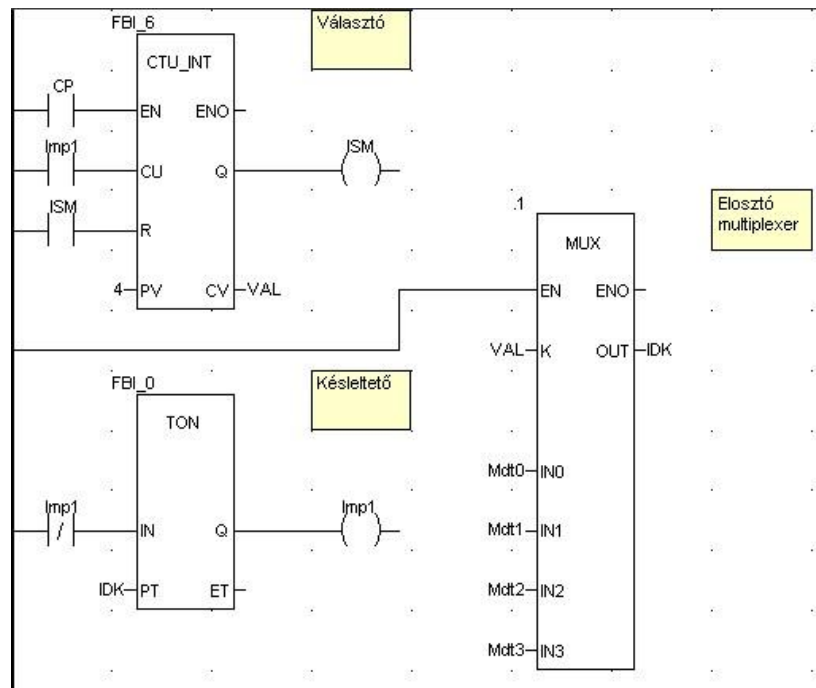 FBI_6
Választó
CTU_INT
CP
EN
ENO
Imp1
CU
Q
ISM
ISM
R
4
PV
CV
VAL
.1
Elosztó
multiplexer
MUX
EN
ENO
VAL
K
OUT
IDK
FBI_0
Késleltető
TON
Imp1
/
IN
Q
Imp1
IDK
PT
ET
Mdt0
IN0
Mdt1
IN1
Mdt2
IN2
Mdt3
IN3